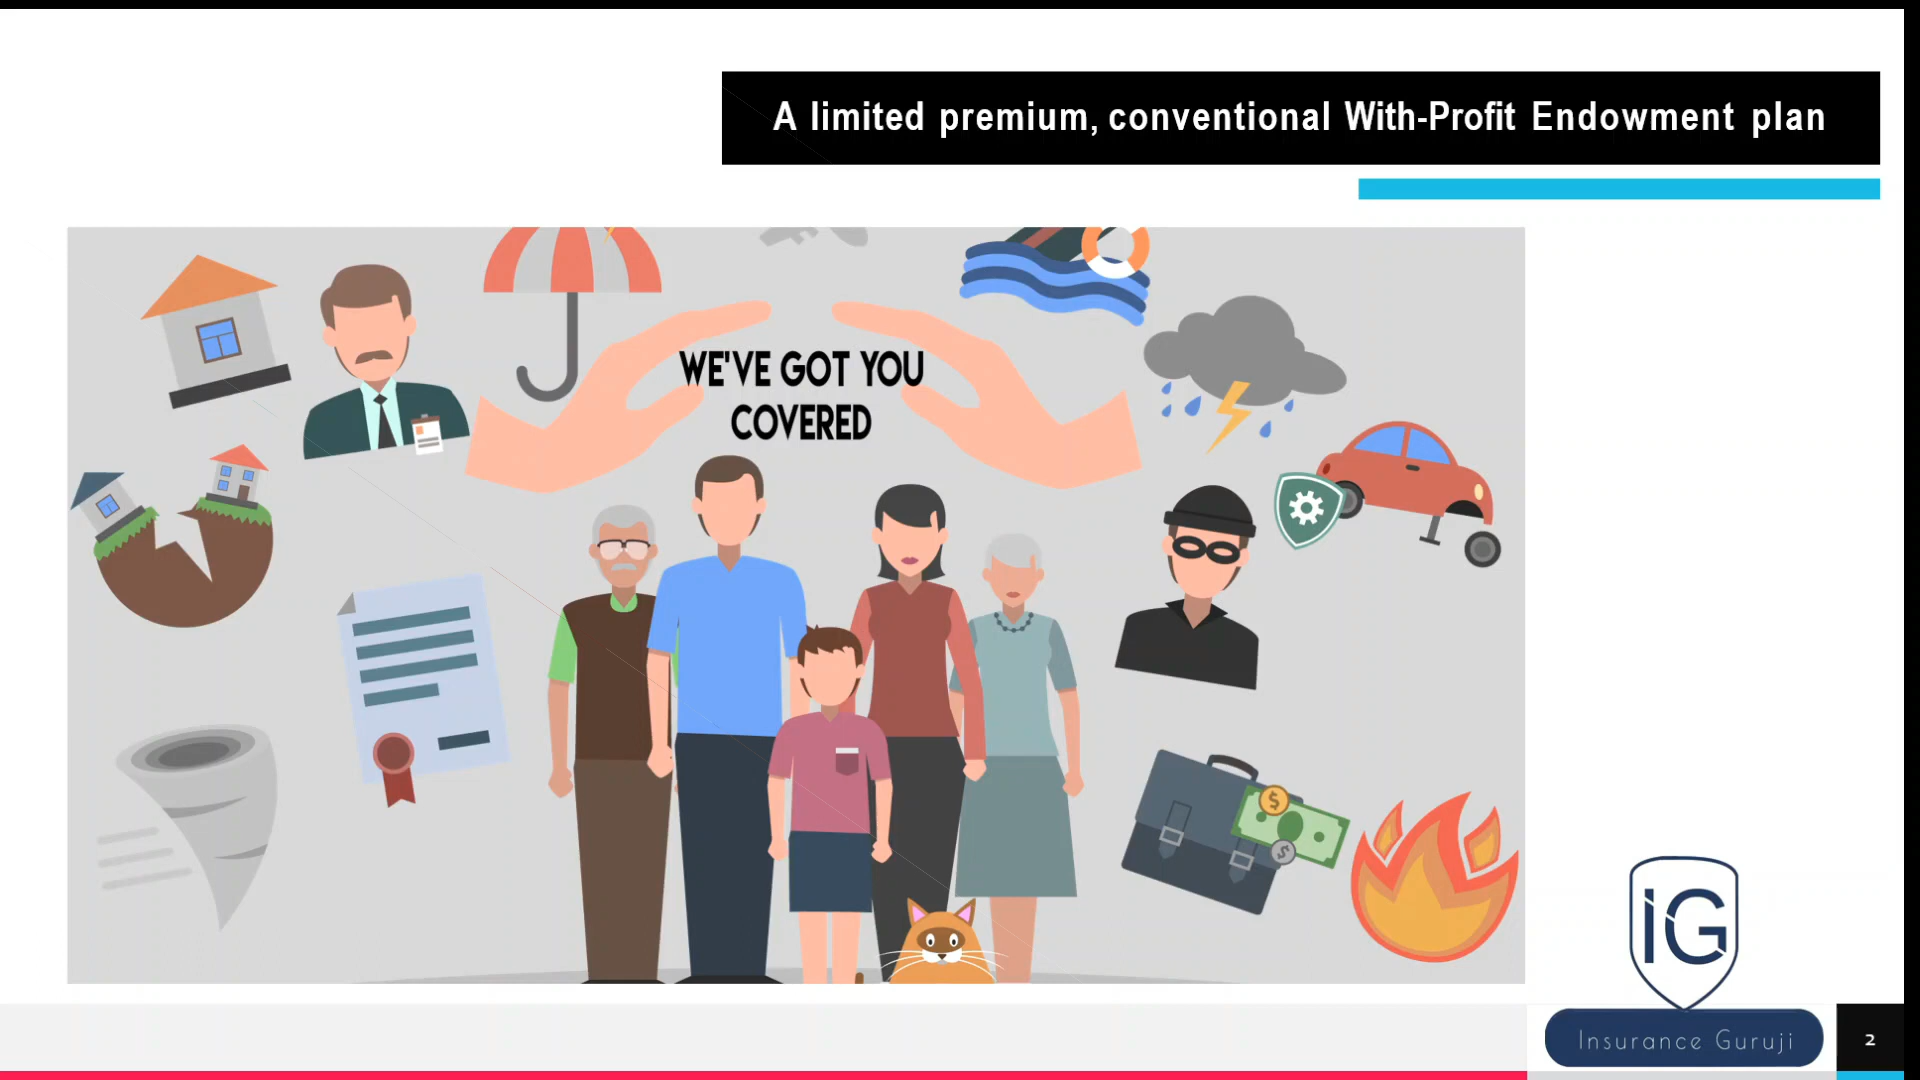 A limited premium, conventional With-Profit Endowment plan
WE'VE GOT YOU
COVERED
$
$
IG
Insurance Guruji
2